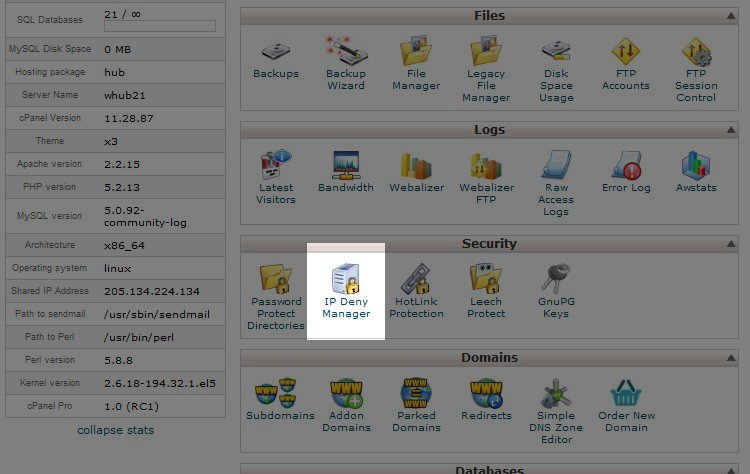 SQL Databases
21 / ∞
MySQL Disk Space
0 MB
Hosting package
hub
Server Name
whub21
cPanel Version
11.28.87
Theme
x3
Apache version
2.2.15
PHP version
5.2.13
MySQL version
5.0.92-
community-log
Architecture
x86_64
Operating system
linux
Shared IP Address
205.134.224.134
Path to sendmail
/usr/sbin/sendmail
Path to Perl
/usr/bin/perl
Perl version
5.8.8
Kernel version
2.6.18-194.32.1.el5
cPanel Pro
1.0 (RC1)
collapse stats
Files
Backups
Backup
Wizard
File
Manager
Legacy
File
Manager
Disk
Space
Usage
FTP
Accounts
FTP
Session
Control
Logs
Latest
Visitors
Bandwidth
Webalizer
Webalizer
FTP
Raw
Access
Logs
Error Log
Awstats
Security
Password
Protect
Directories
IP Deny
Manager
HotLink
Protection
Leech
Protect
GnuPG
Keys
Domains
WWW
Subdomains
WWW
Addon
Domains
WWW
Parked
Domains
WWW
Redirects
Simple
DNS Zone
Editor
Order New
Domain
Databases